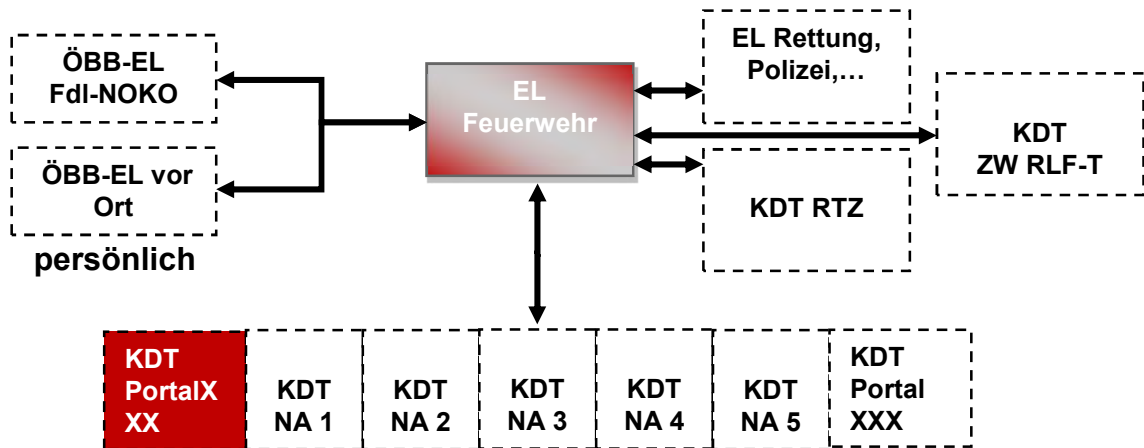 ÖBB-EL
Fdl-NOKO
ÖBB-EL vor
Ort
persönlich
EL
Feuerwehr
EL Rettung,
Polizei,...
KDT
ZW RLF-T
KDT RTZ
KDT
PortalX
XX
KDT
NA 1
KDT
NA 2
KDT
NA 3
KDT
NA 4
KDT
NA 5
KDT
Portal
XXX